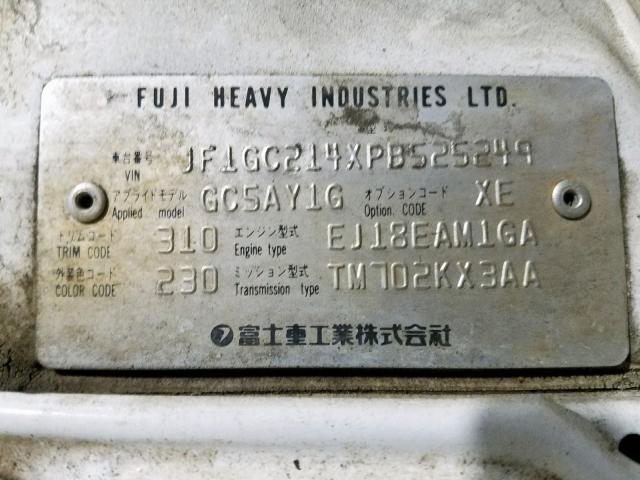 FUJI HEAVY INDUSTRIES LTD.
車台番号 VIN JF1GC214XPB525249
アプライドモデル Applied model GC5AY1G オプションコード Option. CODE XE
トリムコード TRIM CODE 310 エンジン型式 Engine type EJ18EAM1GA
外装色コード COLOR CODE 230 ミッション型式 Transmission type TM702KX3AA
富士重工業株式会社